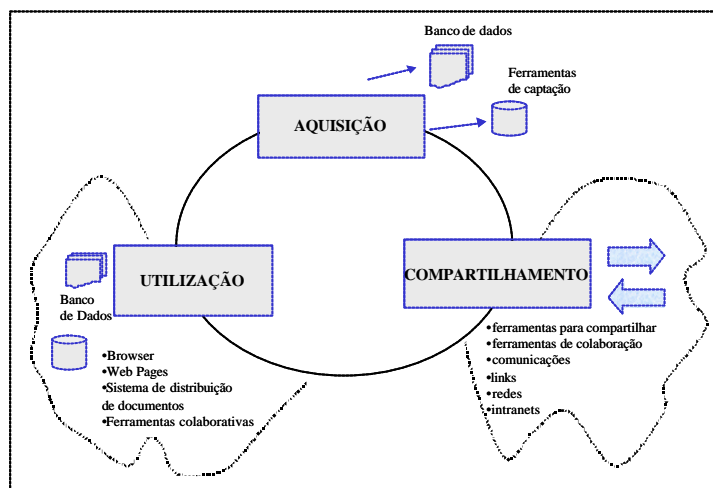 Banco de dados
Ferramentas
de captação
AQUISIÇÃO
UTILIZAÇÃO
COMPARTILHAMENTO
Banco
de Dados
•Browser
•Web Pages
•Sistema de distribuição
de documentos
•Ferramentas colaborativas
•ferramentas para compartilhar
•ferramentas de colaboração
•comunicações
•links
•redes
•intranets